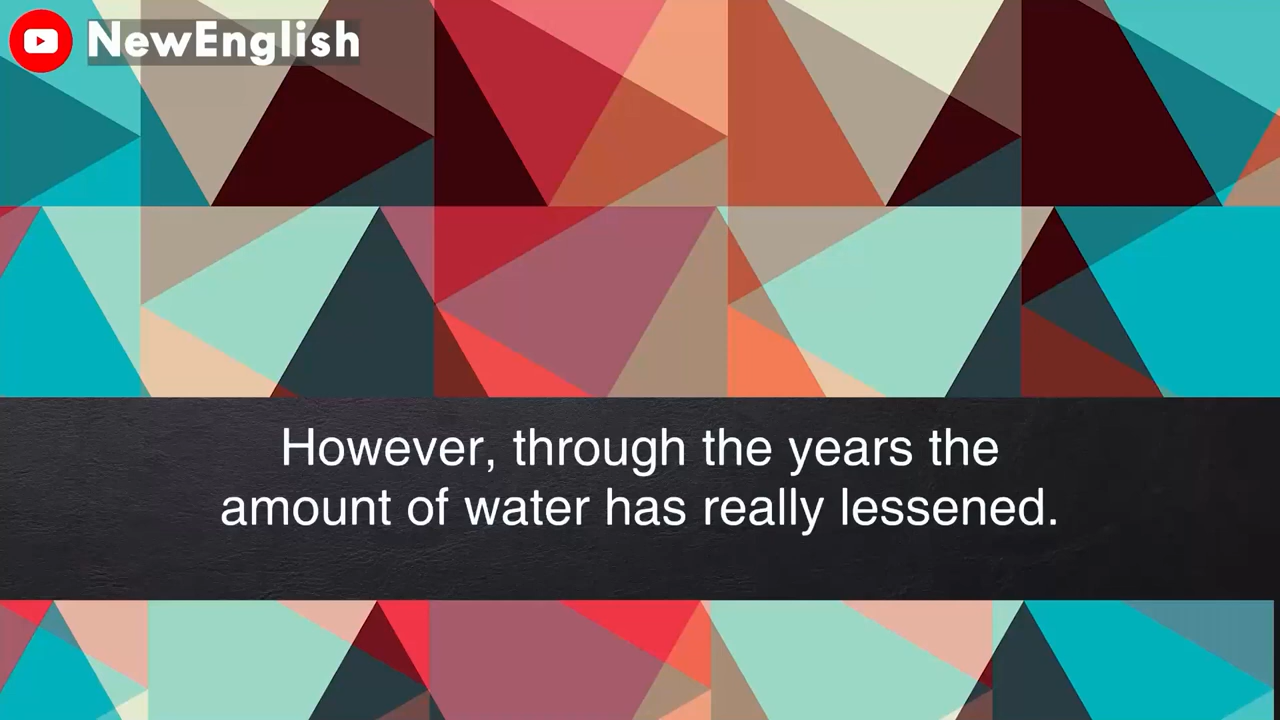 NewEnglish
However, through the years the
amount of water has really lessened.